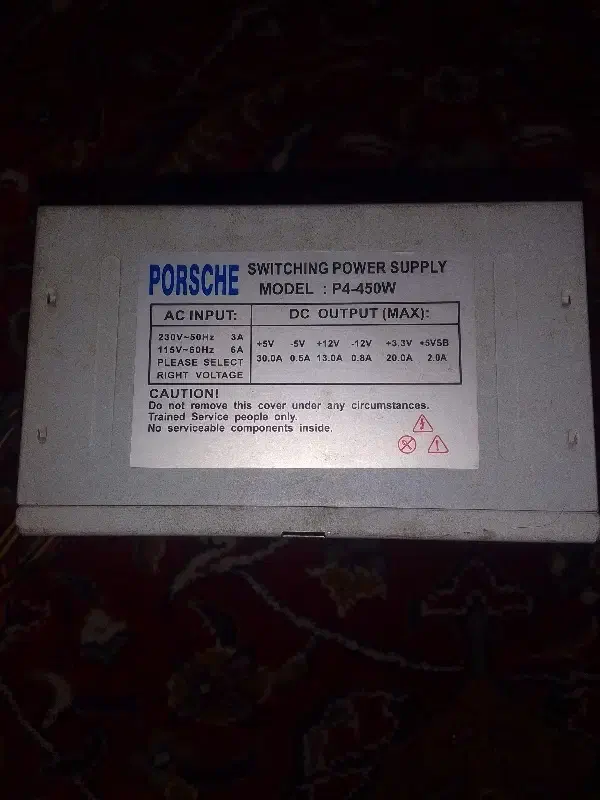 PORSCHE SWITCHING POWER SUPPLY
MODEL : P4-450W
AC INPUT: DC OUTPUT (MAX):
230V~50Hz 3A
115V~60Hz 6A
PLEASE SELECT
RIGHT VOLTAGE
+5V -5V +12V -12V +3.3V +5VSB
30.0A 0.5A 13.0A 0.8A 20.0A 2.0A
CAUTION!
Do not remove this cover under any circumstances.
Trained Service people only.
No serviceable components inside.